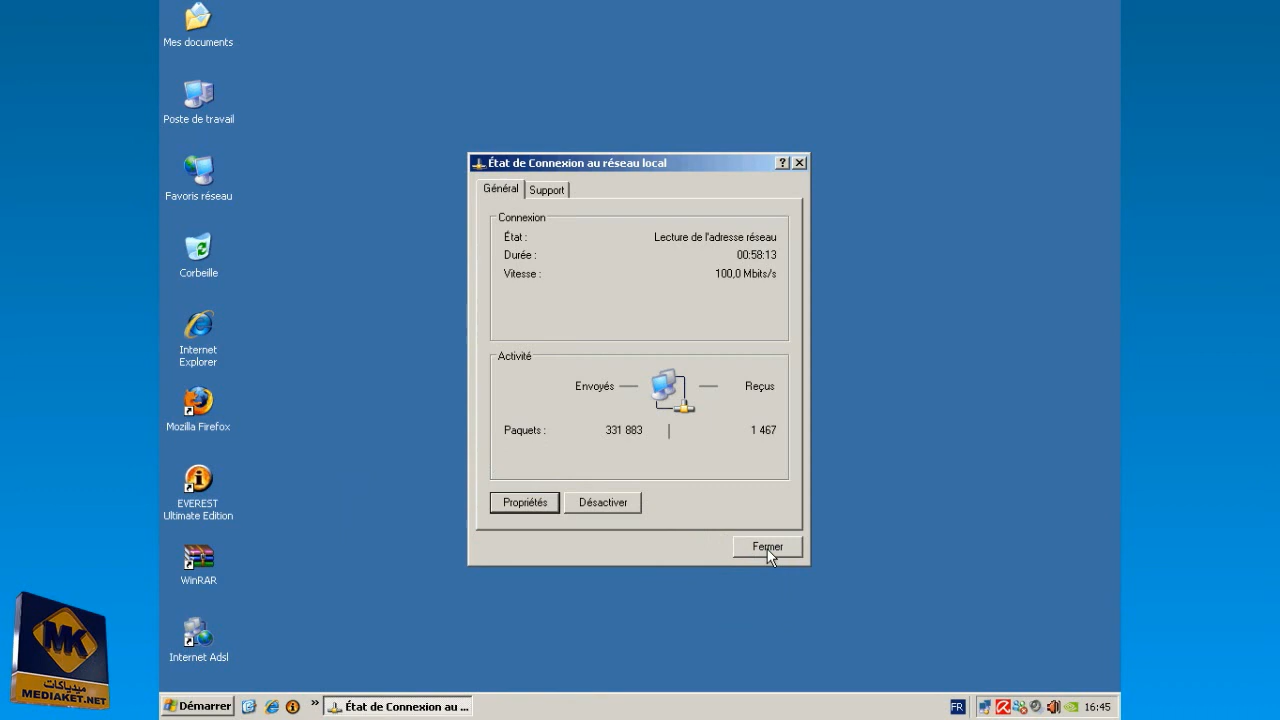 Mes documents
Poste de travail
Favoris réseau
Corbeille
Internet
Explorer
Mozilla Firefox
EVEREST
Ultimate Edition
WinRAR
Internet Adsl
État de Connexion au réseau local
Général
Support
Connexion
État :
Lecture de l'adresse réseau
Durée :
00:58:13
Vitesse :
100,0 Mbits/s
Activité
Envoyés
Reçus
Paquets :
331 883
1 467
Propriétés
Désactiver
Fermer
MK
ميدياكات
MEDIAKET.NET
Démarrer
»
État de Connexion au ...
FR
16:45